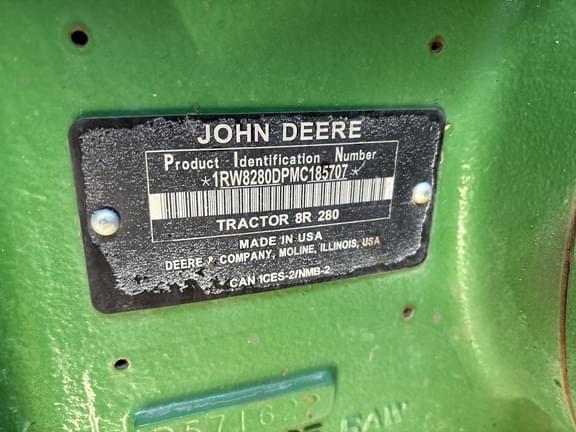 JOHN DEERE
Product Identification Number
*1RW8280DPMC185707*
TRACTOR 8R 280
MADE IN USA
DEERE & COMPANY, MOLINE, ILLINOIS, USA
CAN ICES-2/NMB-2